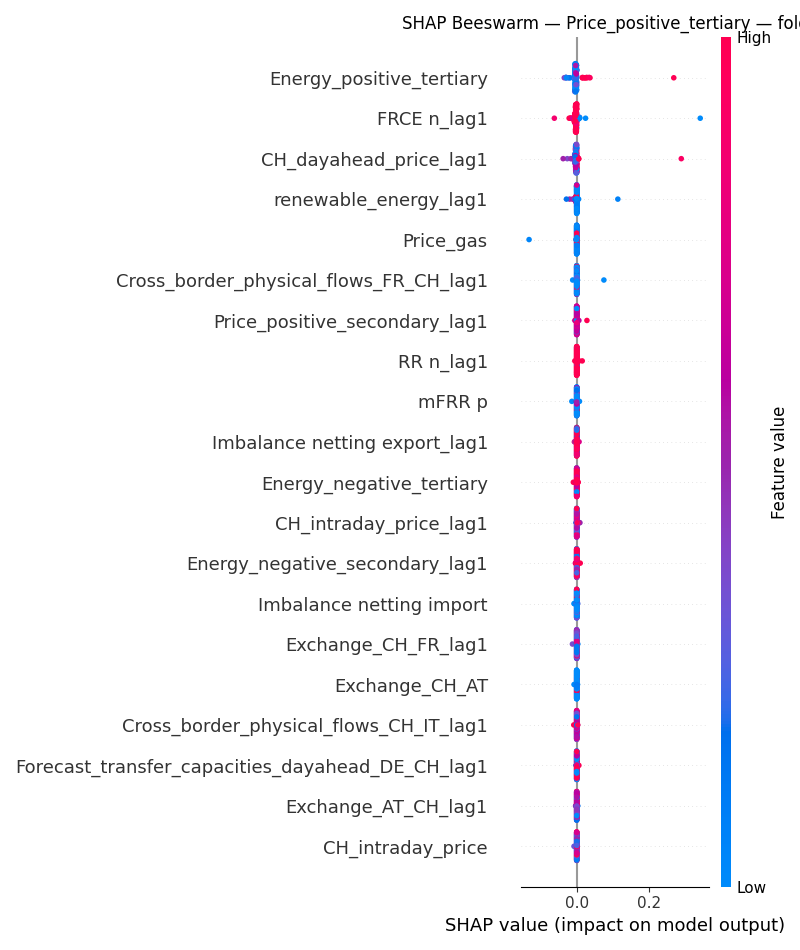 SHAP Beeswarm — Price_positive_tertiary — fol
High
Energy_positive_tertiary
FRCE n_lag1
CH_dayahead_price_lag1
renewable_energy_lag1
Price_gas
Cross_border_physical_flows_FR_CH_lag1
Price_positive_secondary_lag1
RR n_lag1
mFRR p
Imbalance netting export_lag1
Energy_negative_tertiary
CH_intraday_price_lag1
Energy_negative_secondary_lag1
Imbalance netting import
Exchange_CH_FR_lag1
Exchange_CH_AT
Cross_border_physical_flows_CH_IT_lag1
Forecast_transfer_capacities_dayahead_DE_CH_lag1
Exchange_AT_CH_lag1
CH_intraday_price
Feature value
Low
0.0 0.2
SHAP value (impact on model output)